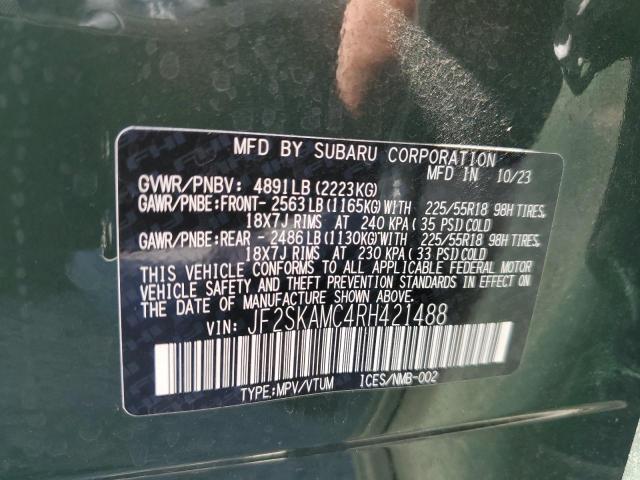 MFD BY SUBARU CORPORATION
MFD IN 10/23
GVWR/PNBV: 4891LB(2223KG)
GAWR/PNBE:FRONT-2563LB(1165KG)WITH 225/55R18 98H TIRES,
18X7J RIMS AT 240 KPA(35 PSI)COLD
GAWR/PNBE:REAR -2486LB(1130KG)WITH 225/55R18 98H TIRES,
18X7J RIMS AT 230 KPA(33 PSI)COLD
THIS VEHICLE CONFORMS TO ALL APPLICABLE FEDERAL MOTOR
VEHICLE SAFETY AND THEFT PREVENTION STANDARDS IN EFFECT ON
THE DATE OF MANUFACTURE SHOWN ABOVE.
VIN: JF2SKAMC4RH421488
TYPE:MPV/VTUM ICES/NMB-002